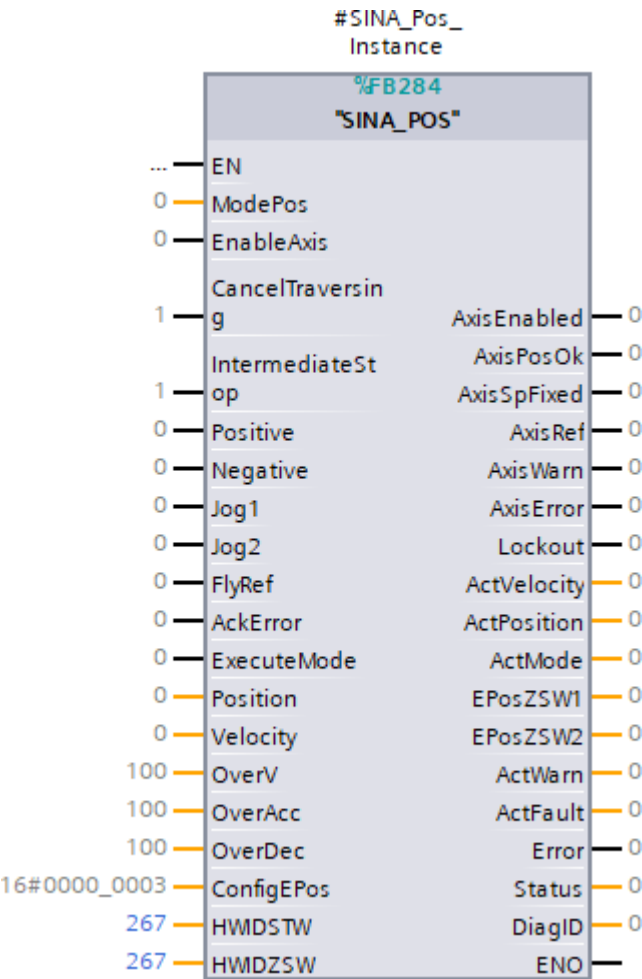 #SINA_Pos_
Instance
%FB284
"SINA_POS"
... EN
0 ModePos
0 EnableAxis
CancelTraversin
1 g AxisEnabled 0
AxisPosOk 0
IntermediateSt
1 op AxisSpFixed 0
0 Positive AxisRef 0
0 Negative AxisWarn 0
0 Jog1 AxisError 0
0 Jog2 Lockout 0
0 FlyRef ActVelocity 0
0 AckError ActPosition 0
0 ExecuteMode ActMode 0
0 Position EPosZSW1 0
0 Velocity EPosZSW2 0
100 OverV ActWarn 0
100 OverAcc ActFault 0
100 OverDec Error 0
16#0000_0003 ConfigEPos Status 0
267 HWIDSTW DiagID 0
267 HWIDZSW ENO